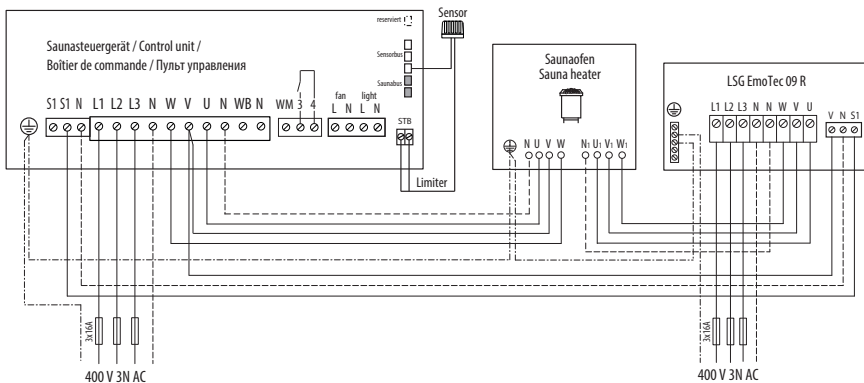 reserviert
Sensor
Saunasteuergerät / Control unit /
Boîtier de commande / Пульт управления
Sensorbus
Saunabus
S1 S1 N L1 L2 L3 N W V U N WB N WM 3 4
fan
L N
light
L N
STB
Limiter
Saunaofen
Sauna heater
N U V W N1 U1 V1 W1
LSG EmoTec 09 R
L1 L2 L3 N N W V U
V N S1
3x16A
400 V 3N AC
3x16A
400 V 3N AC